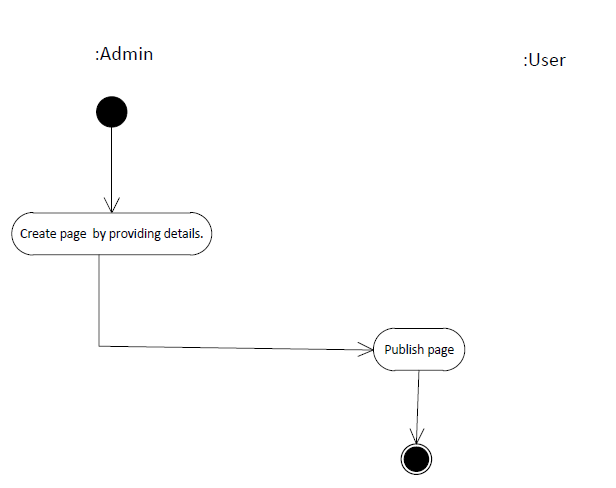 :Admin
:User
Create page  by providing details.
Publish page